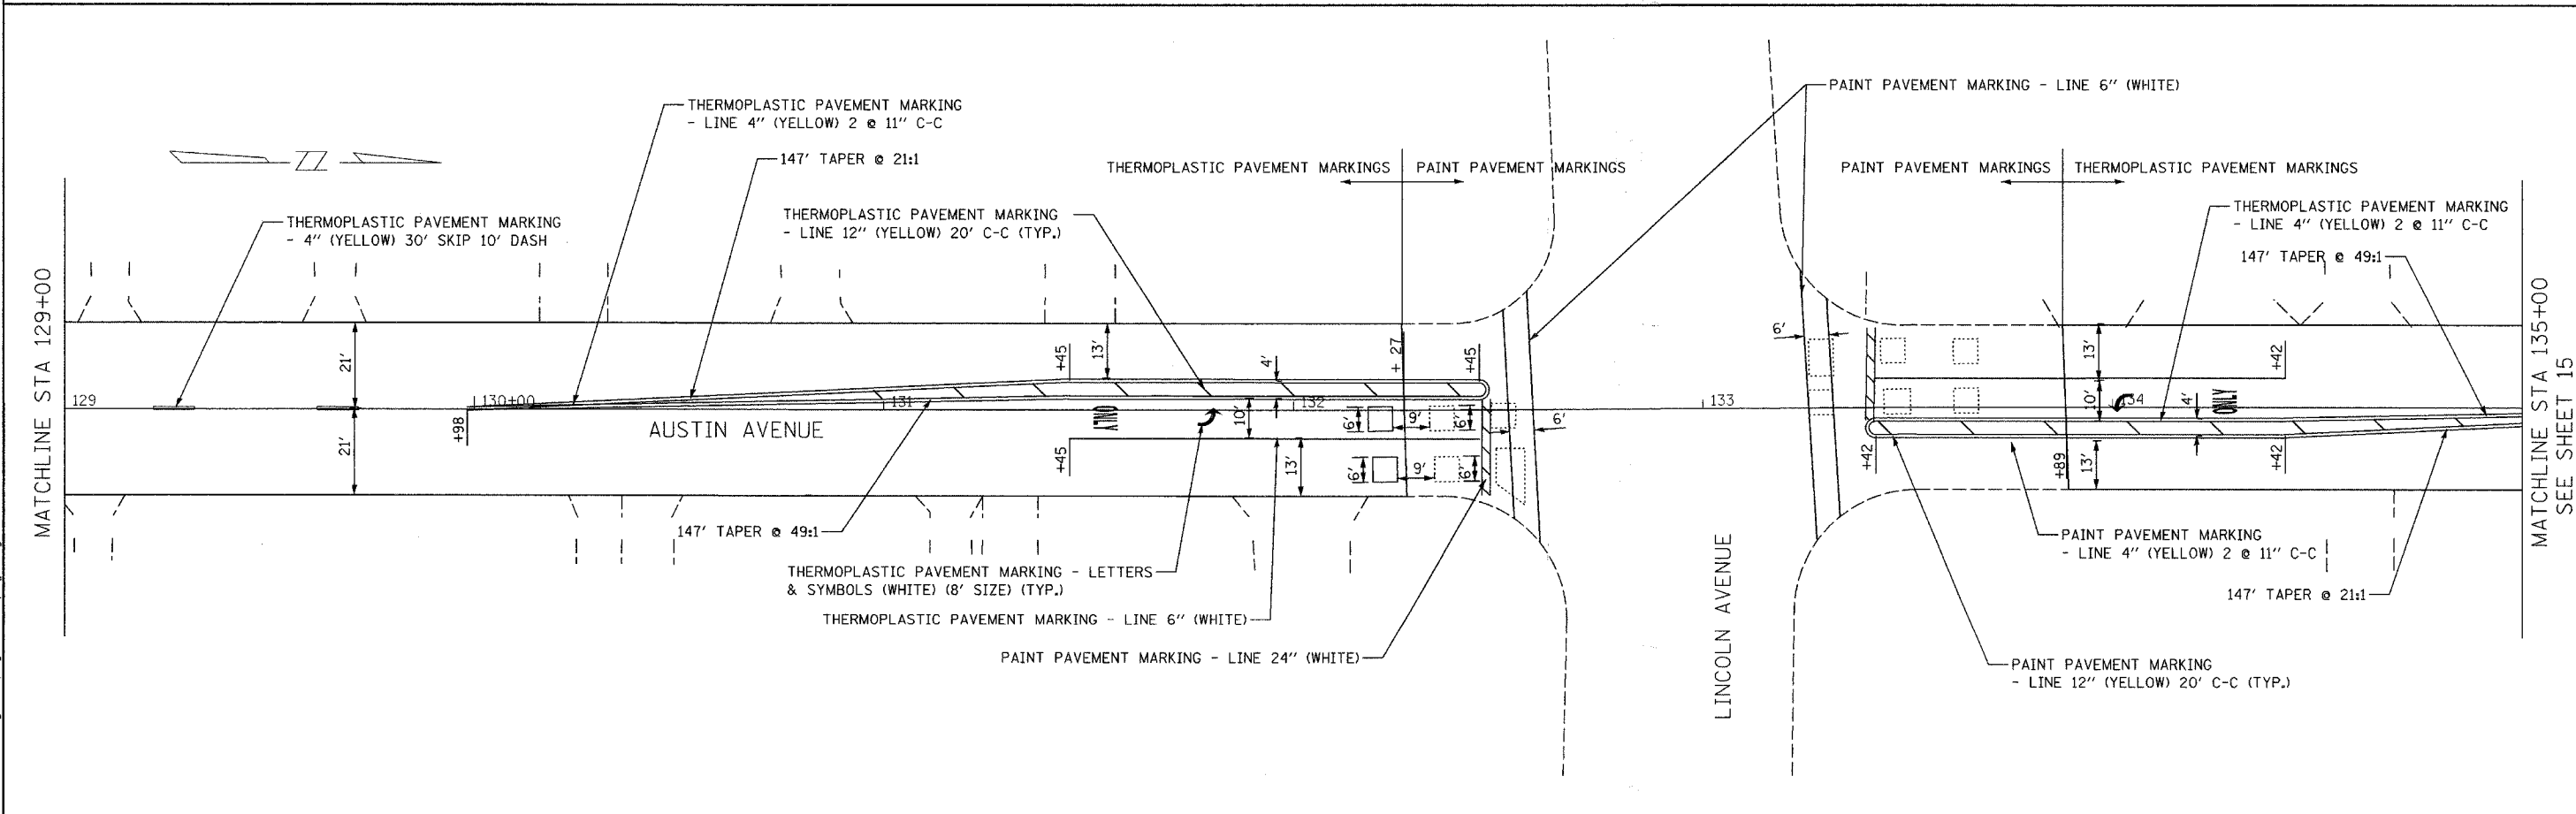 PAINT PAVEMENT MARKING - LINE 6" (WHITE)
THERMOPLASTIC PAVEMENT MARKING
- LINE 4" (YELLOW) 2 @ 11" C-C
147' TAPER @ 21:1
THERMOPLASTIC PAVEMENT MARKINGS
PAINT PAVEMENT MARKINGS
PAINT PAVEMENT MARKINGS
THERMOPLASTIC PAVEMENT MARKINGS
Z
THERMOPLASTIC PAVEMENT MARKING
- 4" (YELLOW) 30' SKIP 10' DASH
THERMOPLASTIC PAVEMENT MARKING
- LINE 12" (YELLOW) 20' C-C (TYP.)
THERMOPLASTIC PAVEMENT MARKING
- LINE 4" (YELLOW) 2 @ 11" C-C
147' TAPER @ 49:1
MATCHLINE STA 129+00
MATCHLINE STA 135+00
SEE SHEET 15
21'
+45
13'
4'
+27
+45
6'
13'
+42
129
130+00
131
132
133
134
+98
AUSTIN AVENUE
21'
ONLY
10'
6'
9'
6'
6'
10'
4'
ONLY
+45
13'
6'
9'
6'
+42
+89
13'
+42
147' TAPER @ 49:1
THERMOPLASTIC PAVEMENT MARKING - LETTERS
& SYMBOLS (WHITE) (8' SIZE) (TYP.)
THERMOPLASTIC PAVEMENT MARKING - LINE 6" (WHITE)
PAINT PAVEMENT MARKING - LINE 24" (WHITE)
LINCOLN AVENUE
PAINT PAVEMENT MARKING
- LINE 4" (YELLOW) 2 @ 11" C-C
147' TAPER @ 21:1
PAINT PAVEMENT MARKING
- LINE 12" (YELLOW) 20' C-C (TYP.)